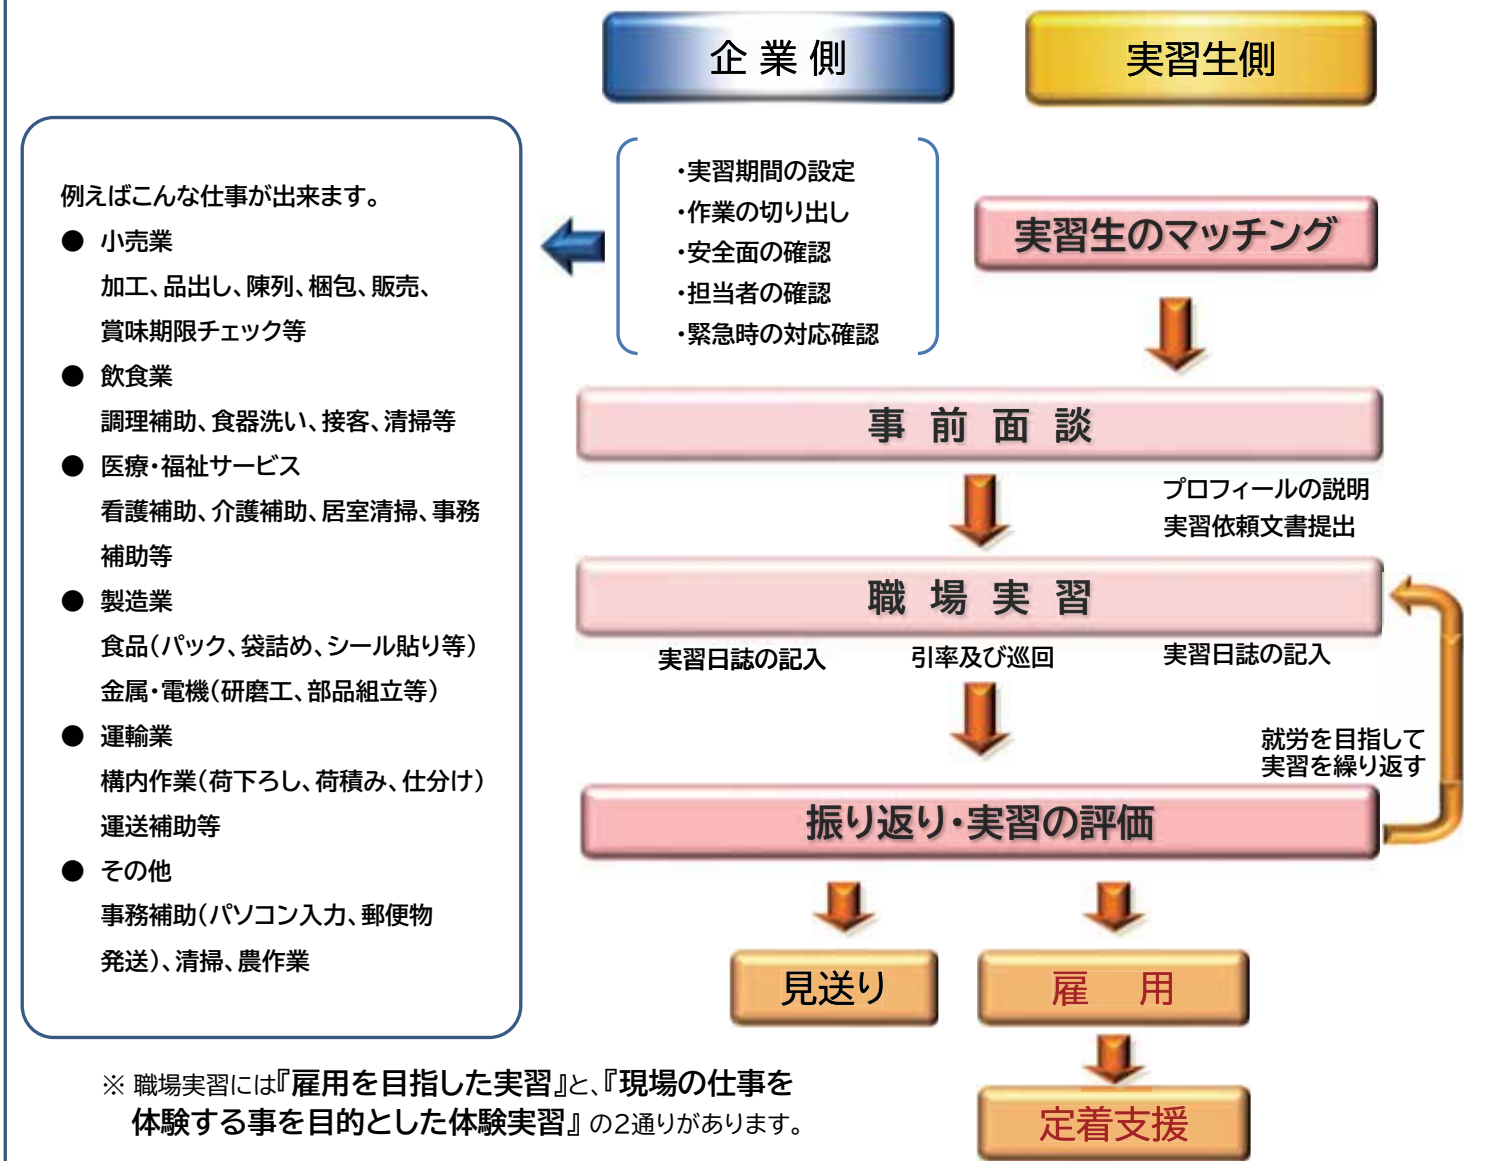 企業側
実習生側
例えばこんな仕事が出来ます。
● 小売業
加工、品出し、陳列、梱包、販売、
賞味期限チェック等
● 飲食業
調理補助、食器洗い、接客、清掃等
● 医療・福祉サービス
看護補助、介護補助、居室清掃、事務
補助等
● 製造業
食品(パック、袋詰め、シール貼り等)
金属・電機(研磨工、部品組立等)
● 運輸業
構内作業(荷下ろし、荷積み、仕分け)
運送補助等
● その他
事務補助(パソコン入力、郵便物
発送)、清掃、農作業
・実習期間の設定
・作業の切り出し
・安全面の確認
・担当者の確認
・緊急時の対応確認
実習生のマッチング
事前面談
プロフィールの説明
実習依頼文書提出
職場実習
実習日誌の記入
引率及び巡回
実習日誌の記入
就労を目指して
実習を繰り返す
振り返り・実習の評価
見送り
雇用
定着支援
※ 職場実習には『雇用を目指した実習』と、『現場の仕事を
体験する事を目的とした体験実習』の2通りがあります。